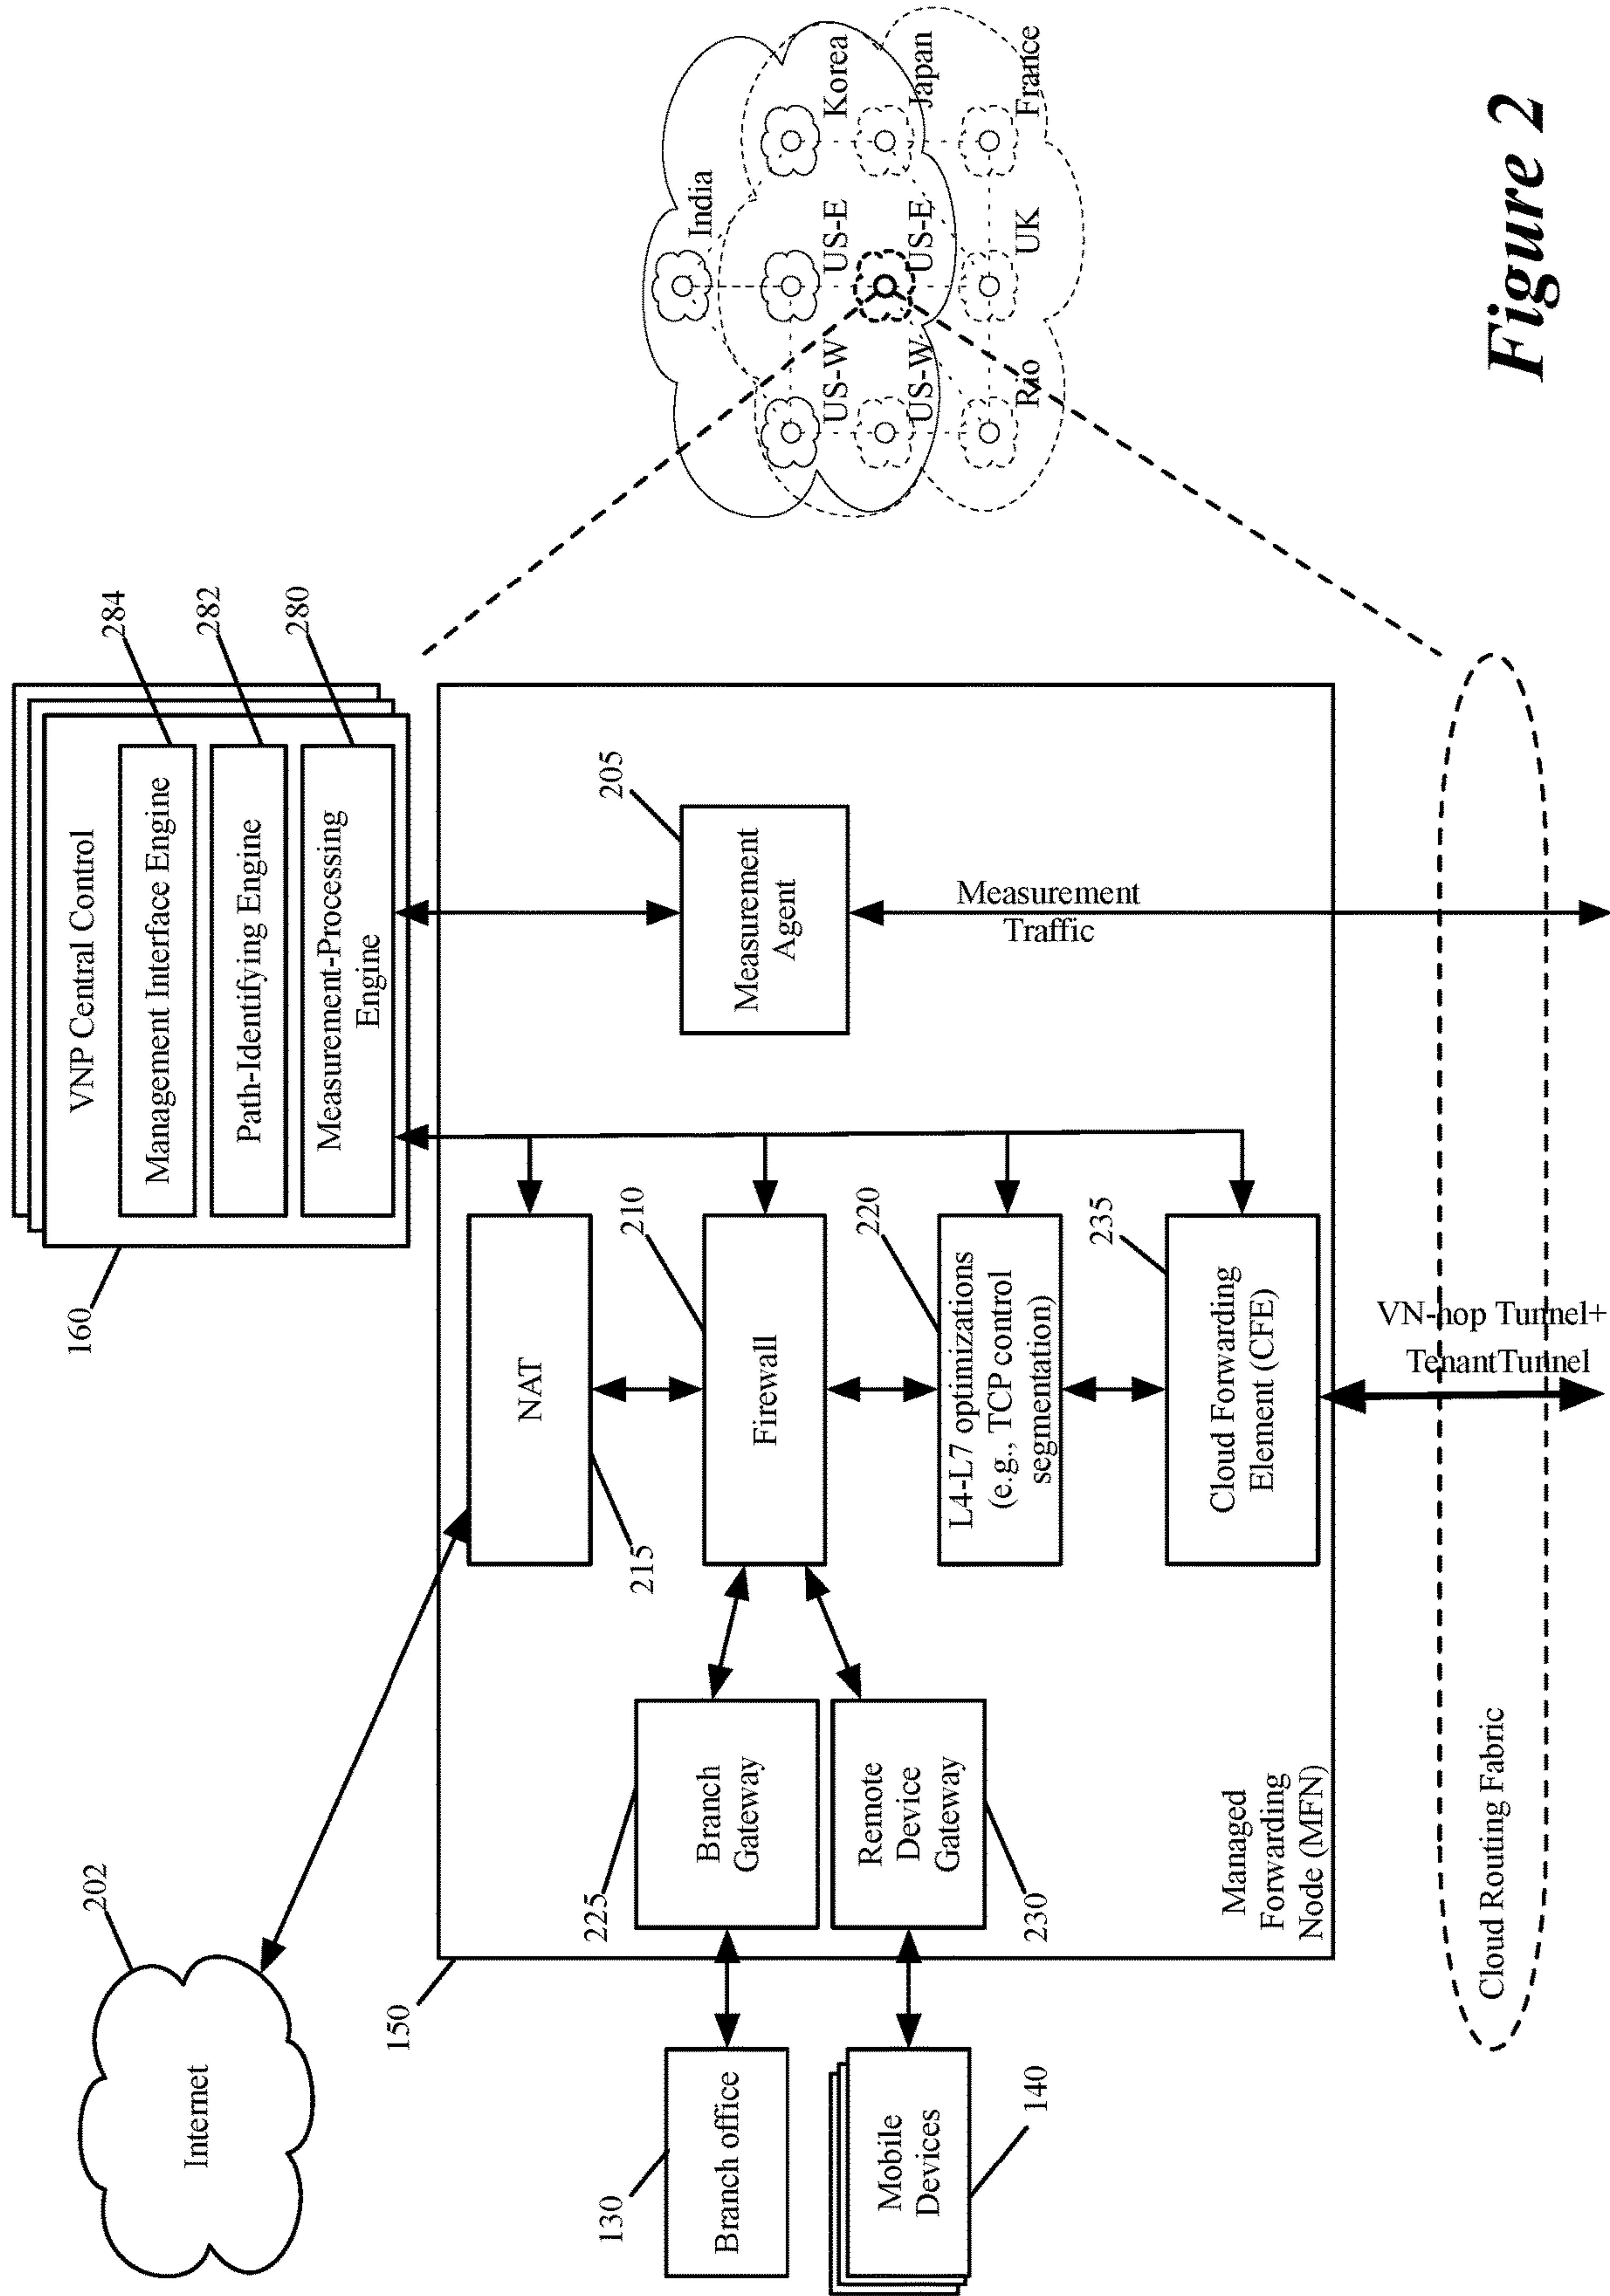 Internet
202
160
VNP Central Control
Management Interface Engine
284
Path-Identifying Engine
282
Measurement-Processing
Engine
280
150
NAT
215
130
Branch office
225
Branch
Gateway
Firewall
210
Measurement
Agent
205
140
Mobile
Devices
230
Remote
Device
Gateway
L4-L7 optimizations
(e.g., TCP control
segmentation)
220
Measurement
Traffic
Cloud Forwarding
Element (CFE)
235
Managed
Forwarding
Node (MFN)
VN-hop Tunnel+
TenantTunnel
Cloud Routing Fabric
India
US-W
US-E
Korea
US-W
US-E
Japan
Rio
UK
France
Figure 2